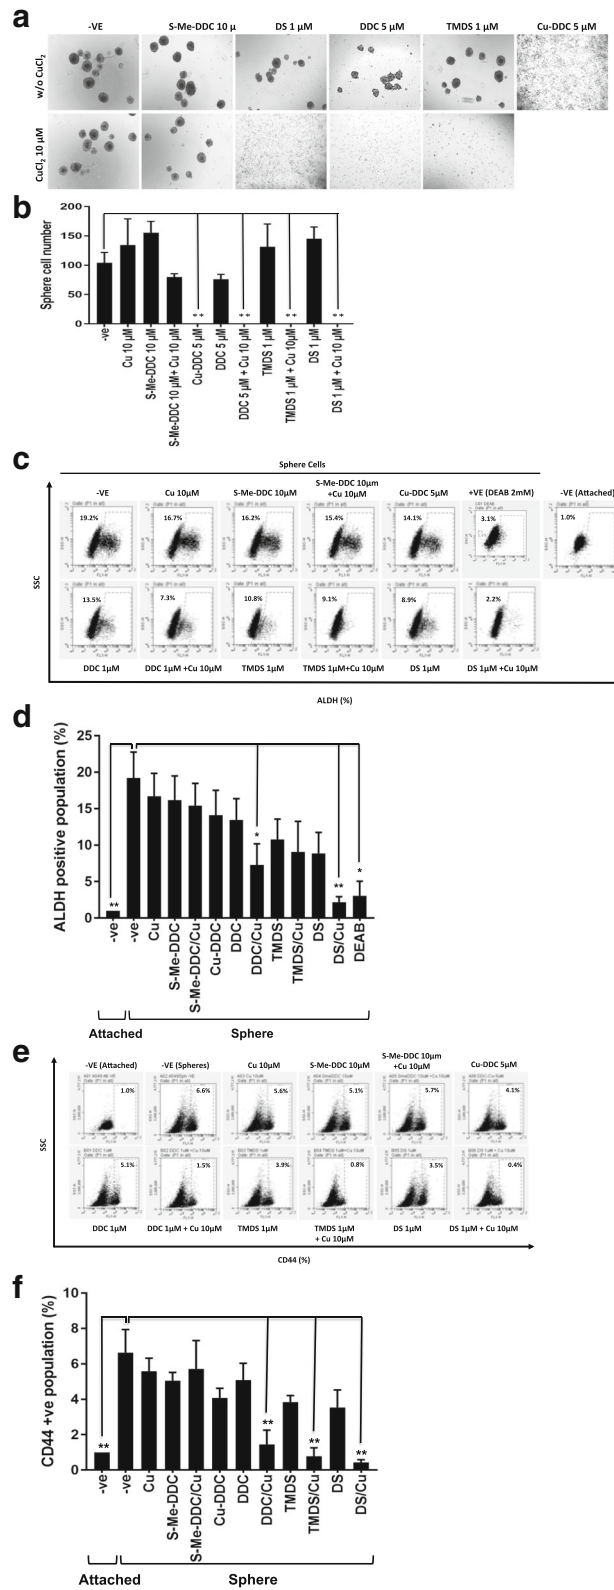 a
-VE S-Me-DDC 10 µ DS 1 µM DDC 5 µM TMDS 1 µM Cu-DDC 5 µM
w/o CuCl2
CuCl2 10 µM
b
Sphere cell number
200
150
100
50
0
** ** ** **
-ve
Cu 10 µM
S-Me-DDC 10 µM
S-Me-DDC 10 µM+ Cu 10 µM
Cu-DDC 5 µM
DDC 5 µM
DDC 5 µM + Cu 10 µM
TMDS 1 µM
TMDS 1 µM + Cu 10µM
DS 1 µM
DS 1 µM + Cu 10 µM
c
Sphere Cells
-VE Cu 10µM S-Me-DDC 10µM S-Me-DDC 10µm +Cu 10µM Cu-DDC 5µM +VE (DEAB 2mM) -VE (Attached)
19.2% 16.7% 16.2% 15.4% 14.1% 3.1% 1.0%
SSC
13.5% 7.3% 10.8% 9.1% 8.9% 2.2%
DDC 1µM DDC 1µM +Cu 10µM TMDS 1µM TMDS 1µM+Cu 10µM DS 1µM DS 1µM +Cu 10µM
ALDH (%)
d
ALDH positive population (%)
25
20
15
10
5
0
** * ** *
-ve
-ve
Cu
S-Me-DDC
S-Me-DDC/Cu
Cu-DDC
DDC
DDC/Cu
TMDS
TMDS/Cu
DS
DS/Cu
DEAB
Attached Sphere
e
-VE (Attached) -VE (Spheres) Cu 10µM S-Me-DDC 10µM S-Me-DDC 10µm +Cu 10µM Cu-DDC 5µM
1.0% 6.6% 5.6% 5.1% 5.7% 4.1%
SSC
5.1% 1.5% 3.9% 0.8% 3.5% 0.4%
DDC 1µM DDC 1µM + Cu 10µM TMDS 1µM TMDS 1µM + Cu 10µM DS 1µM DS 1µM + Cu 10µM
CD44 (%)
f
CD44 +ve population (%)
8
6
4
2
0
** ** ** **
-ve
-ve
Cu
S-Me-DDC
S-Me-DDC/Cu
Cu-DDC
DDC
DDC/Cu
TMDS
TMDS/Cu
DS
DS/Cu
Attached Sphere